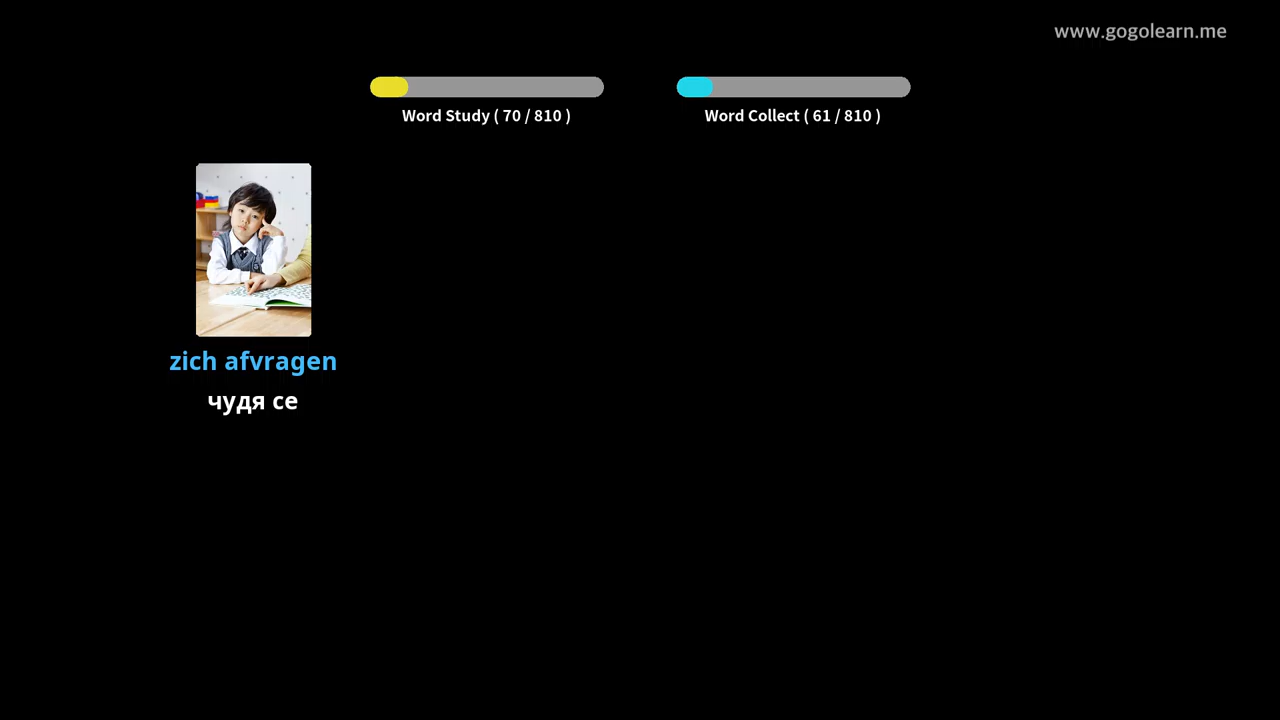 www.gogolearn.me
Word Study ( 70 / 810 )
Word Collect ( 61 / 810 )
zich afvragen
чудя се